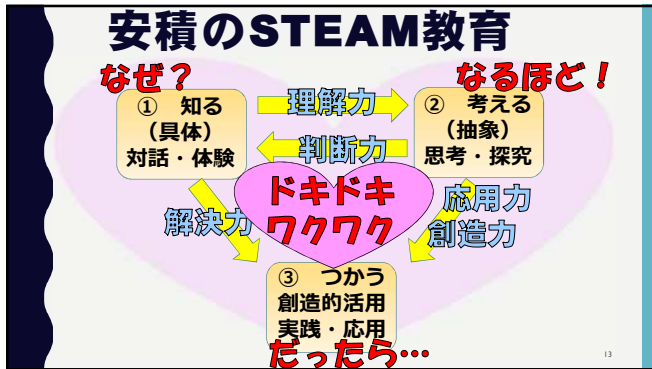 安積のSTEAM教育
なぜ？
なるほど！
① 知る
（具体）
対話・体験
理解力
判断力
② 考える
（抽象）
思考・探究
ドキドキ
ワクワク
解決力
応用力
創造力
③ つかう
創造的活用
実践・応用
だったら…
13